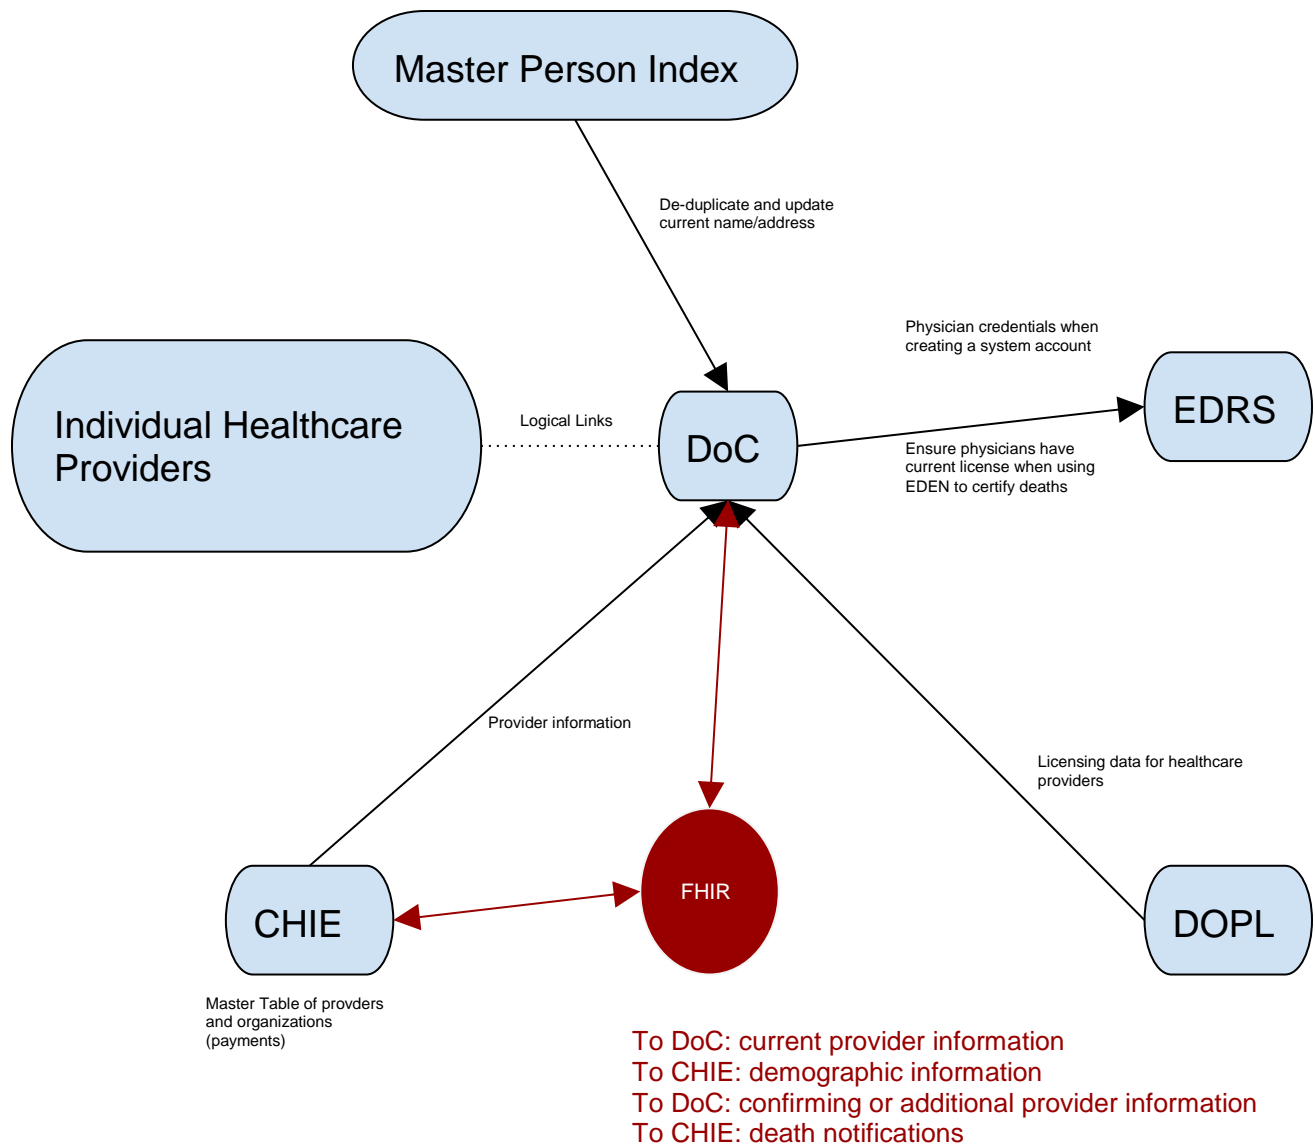 Master Person Index
De-duplicate and update
current name/address
Physician credentials when
creating a system account
EDRS
Individual Healthcare
Providers
Logical Links
DoC
Ensure physicians have
current license when using
EDEN to certify deaths
Provider information
Licensing data for healthcare
providers
FHIR
CHIE
DOPL
Master Table of provders
and organizations
(payments)
To DoC: current provider information
To CHIE: demographic information
To DoC: confirming or additional provider information
To CHIE: death notifications